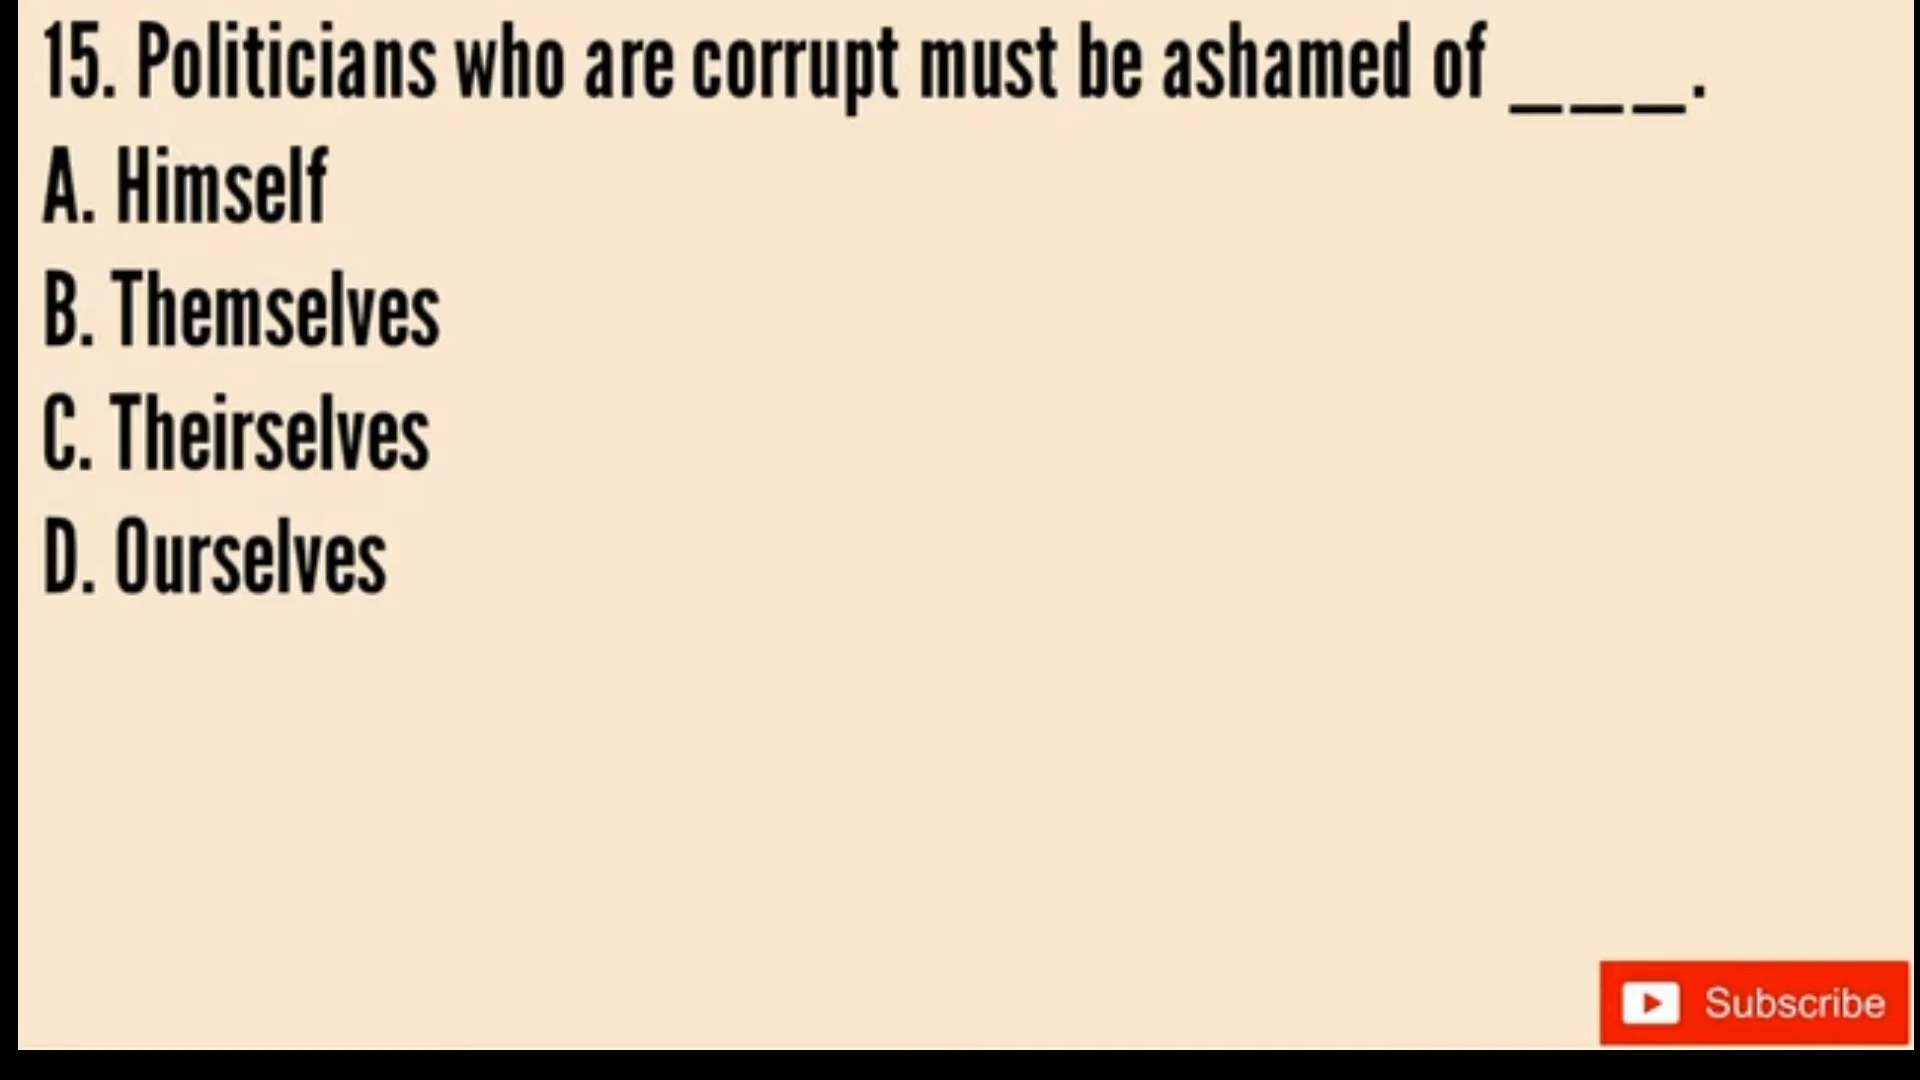 15. Politicians who are corrupt must be ashamed of ___.
A. Himself
B. Themselves
C. Theirselves
D. Ourselves
Subscribe